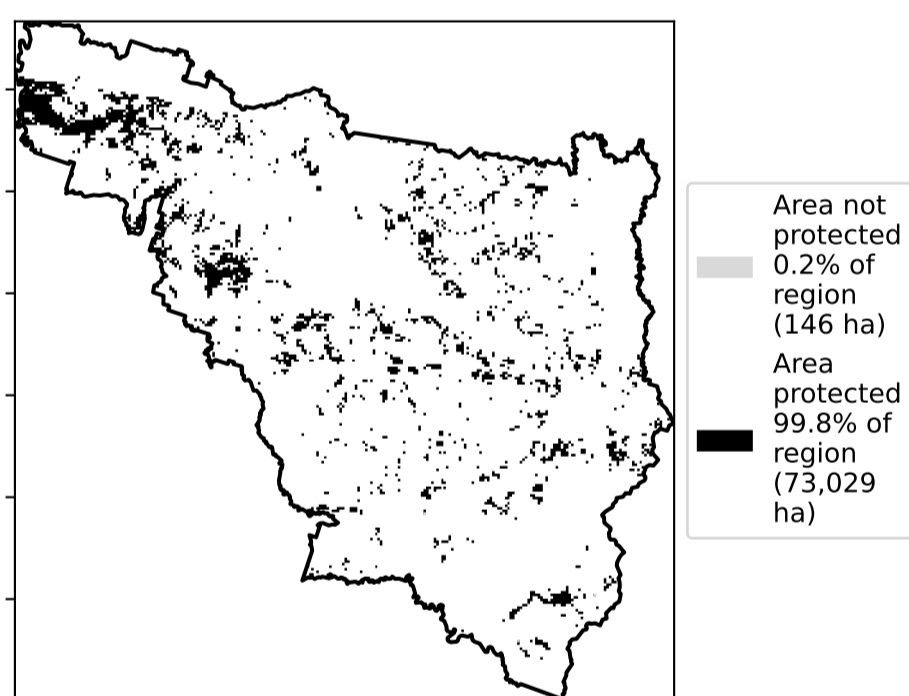 Area not
protected
0.2% of
region
(146 ha)
Area
protected
99.8% of
region
(73,029
ha)